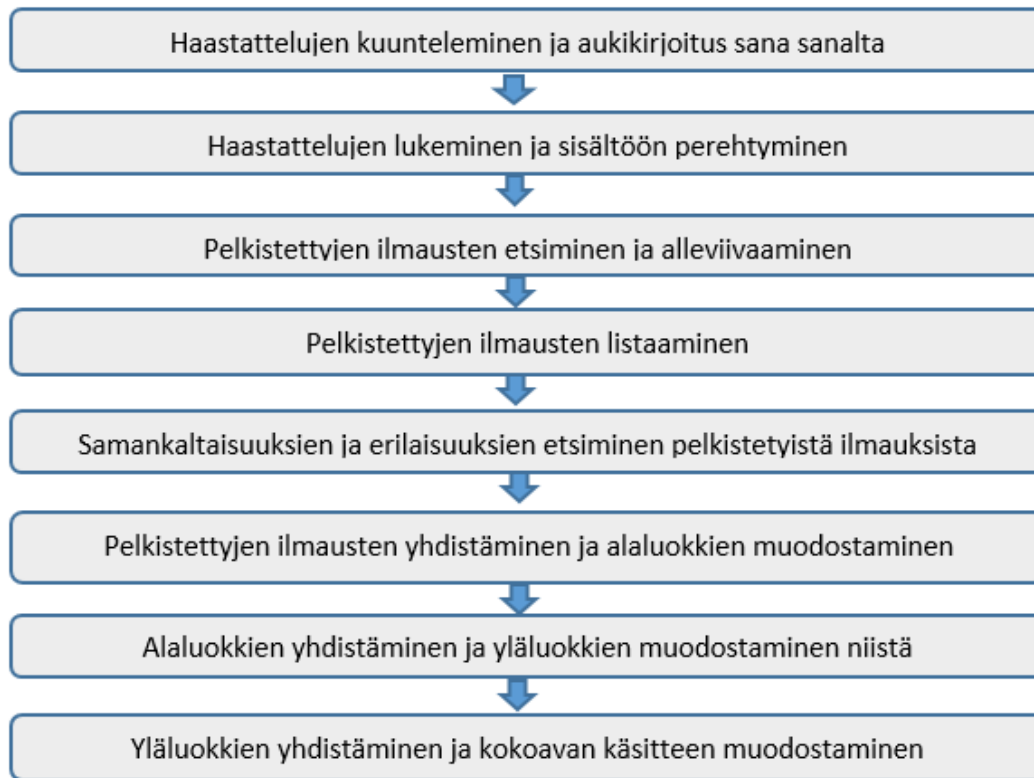 Haastattelujen kuunteleminen ja aukikirjoitus sana sanalta
Haastattelujen lukeminen ja sisältöön perehtyminen
Pelkistettyjen ilmausten etsiminen ja alleviivaaminen
Pelkistettyjen ilmausten listaaminen
Samankaltaisuuksien ja erilaisuuksien etsiminen pelkistetyistä ilmauksista
Pelkistettyjen ilmausten yhdistäminen ja alaluokkien muodostaminen
Alaluokkien yhdistäminen ja yläluokkien muodostaminen niistä
Yläluokkien yhdistäminen ja kokoavan käsitteen muodostaminen